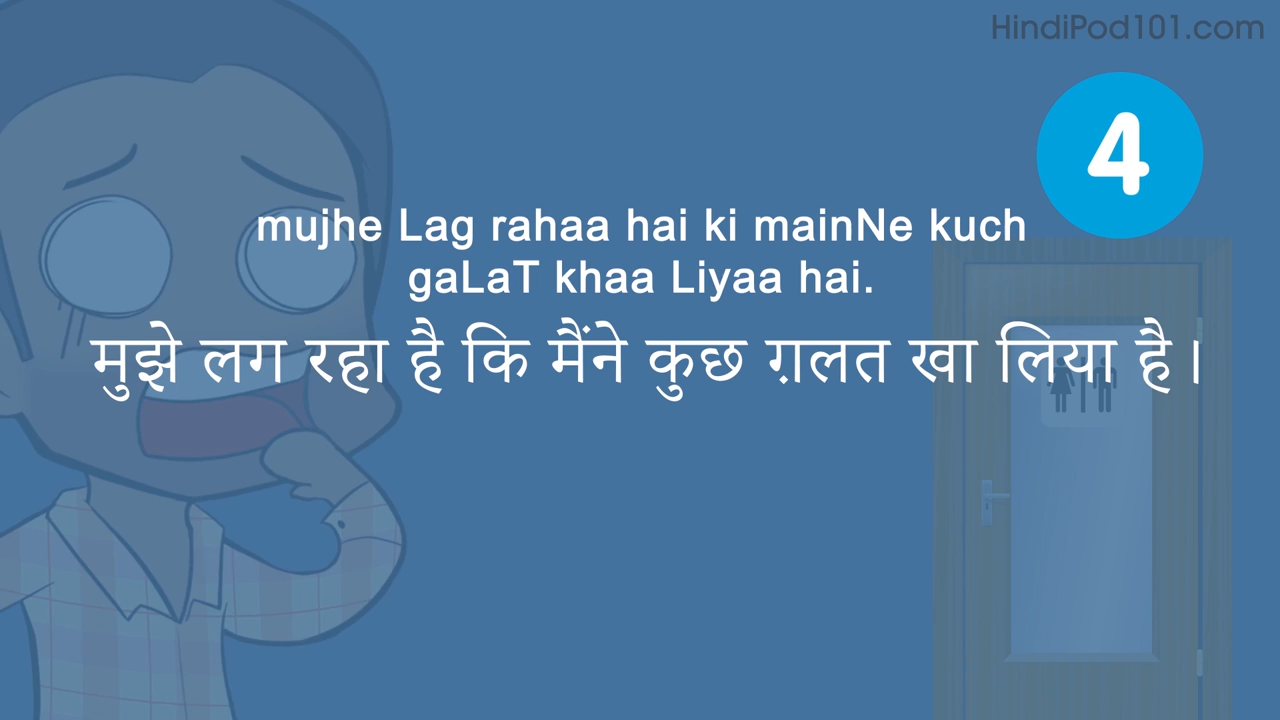 HindiPod101.com
4
mujhe Lag rahaa hai ki mainNe kuch
gaLaT khaa Liyaa hai.
मुझे लग रहा है कि मैंने कुछ ग़लत खा लिया है।